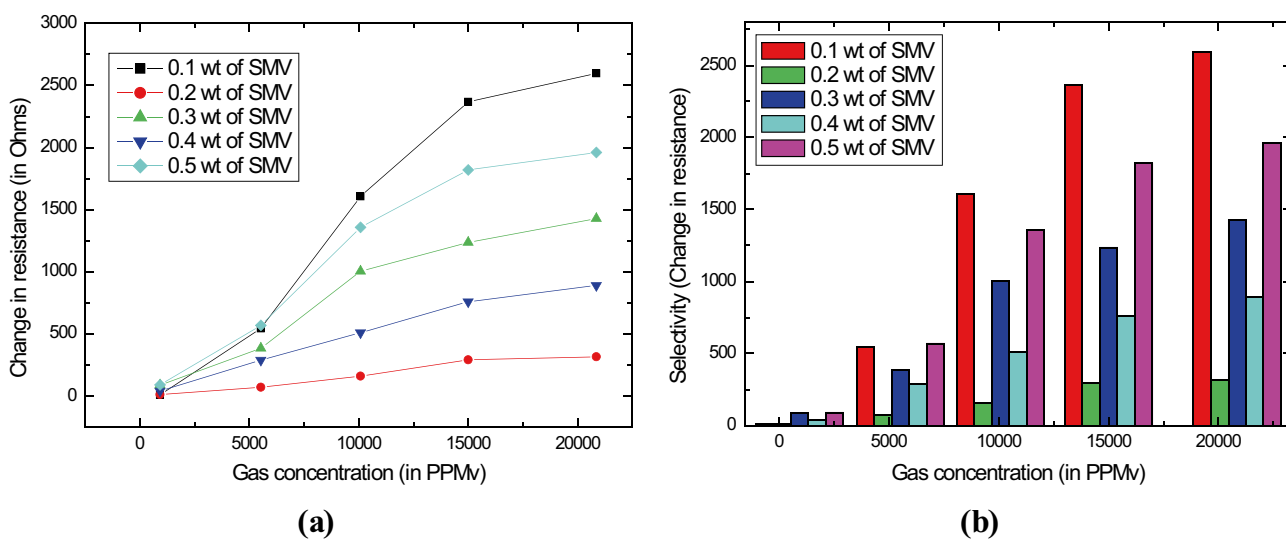 3000
2500
2000
1500
1000
500
0
Change in resistance (in Ohms)
0.1 wt of SMV
0.2 wt of SMV
0.3 wt of SMV
0.4 wt of SMV
0.5 wt of SMV
0 5000 10000 15000 20000
Gas concentration (in PPMv)
(a)
2500
2000
1500
1000
500
0
Selectivity (Change in resistance)
0.1 wt of SMV
0.2 wt of SMV
0.3 wt of SMV
0.4 wt of SMV
0.5 wt of SMV
0 5000 10000 15000 20000
Gas concentration (in PPMv)
(b)